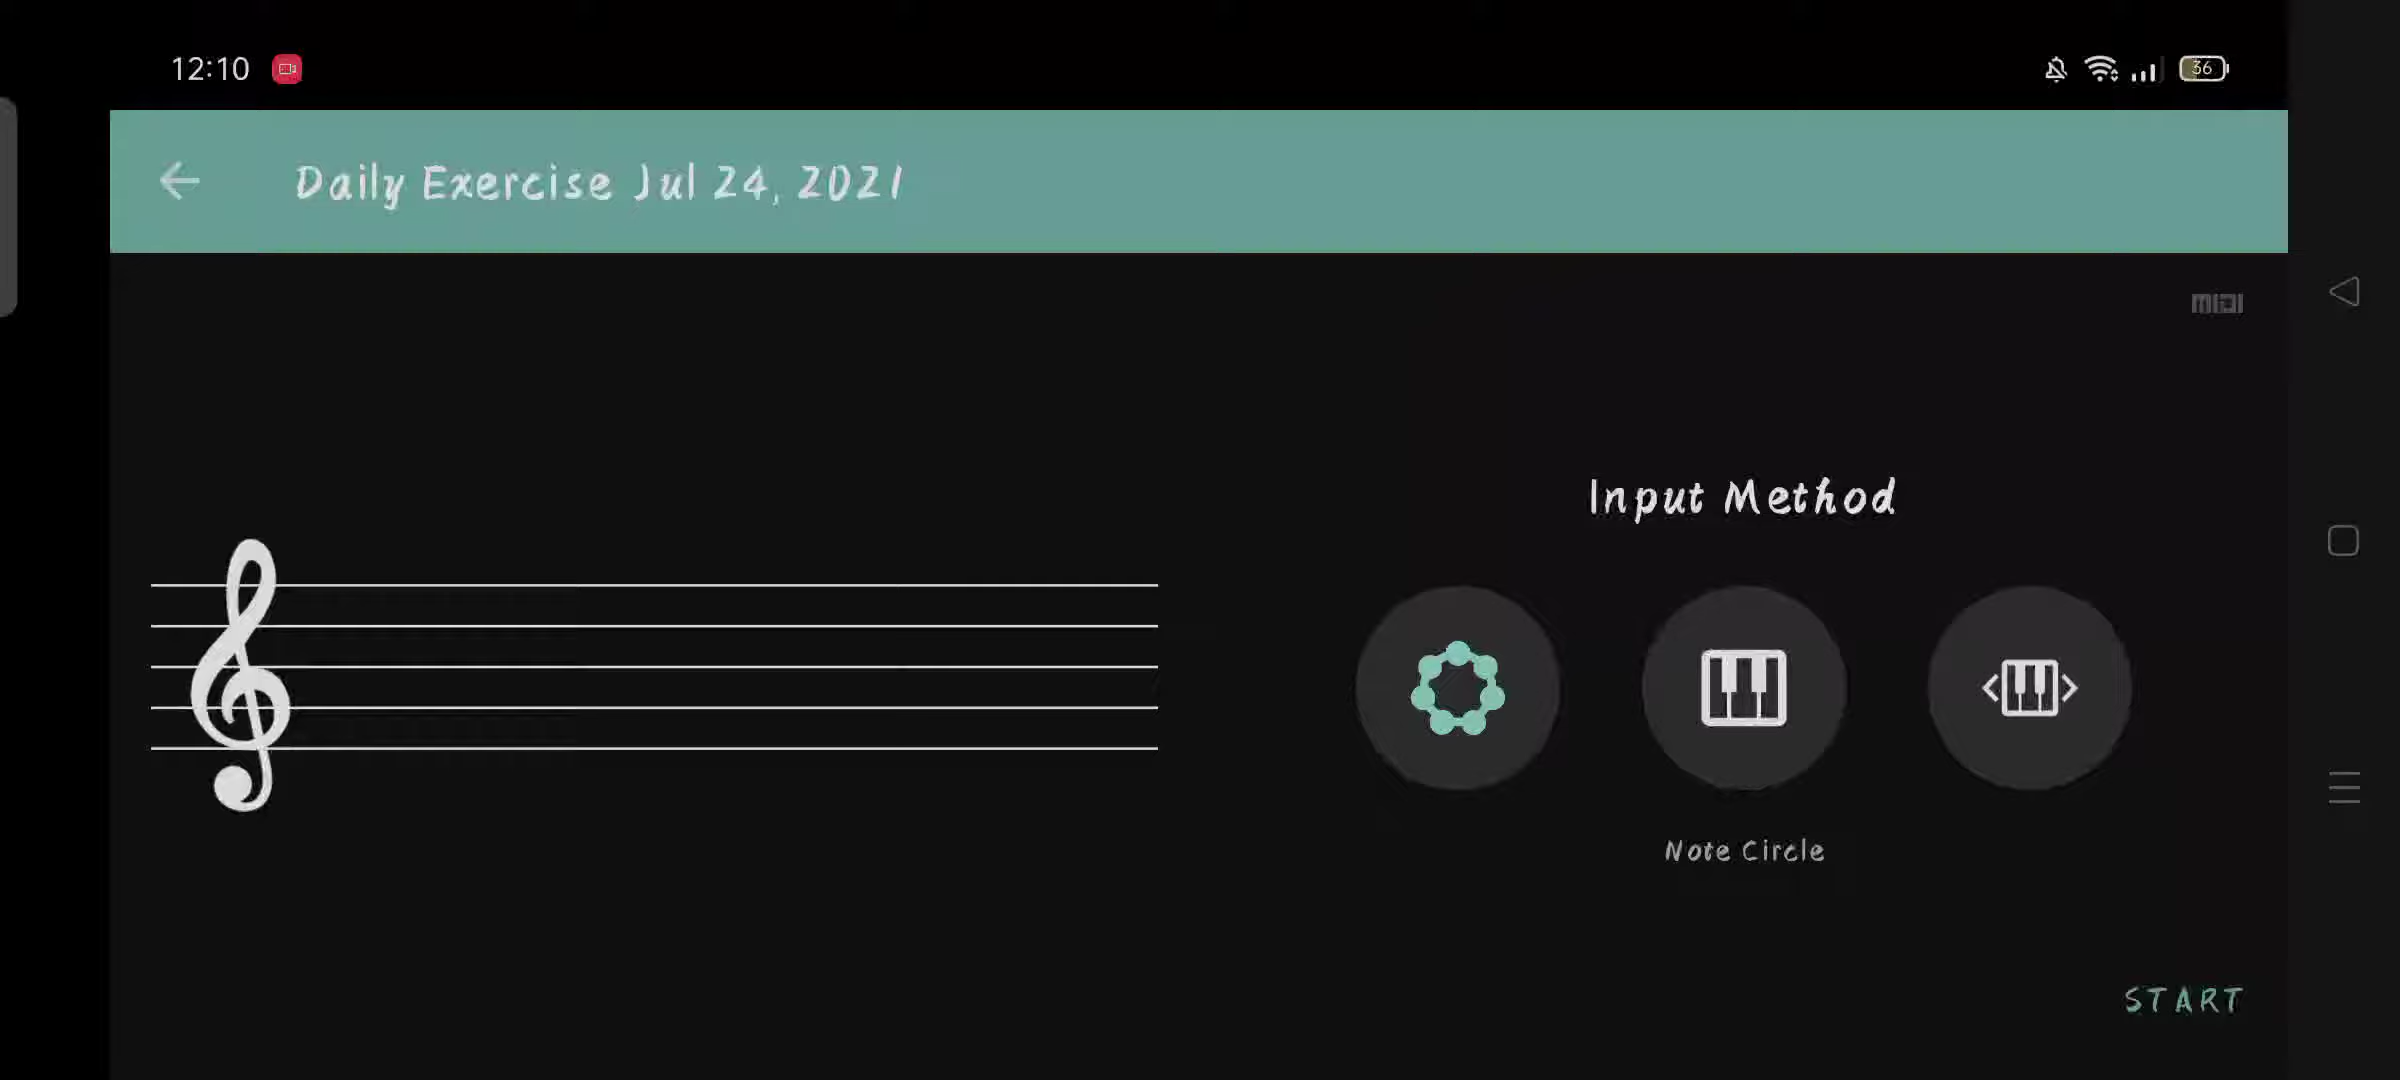 12:10
36
Daily Exercise Jul 24, 2021
MIDI
Input Method
Note Circle
START